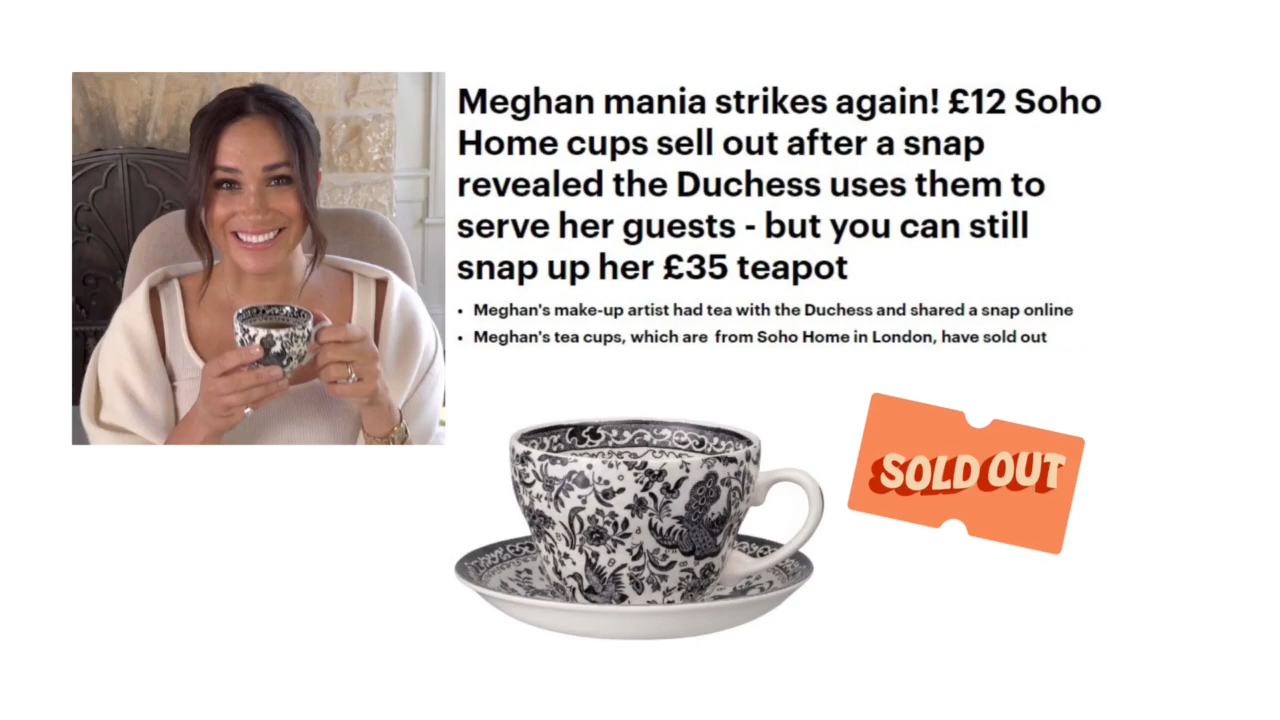 Meghan mania strikes again! £12 Soho
Home cups sell out after a snap
revealed the Duchess uses them to
serve her guests - but you can still
snap up her £35 teapot
• Meghan's make-up artist had tea with the Duchess and shared a snap online
• Meghan's tea cups, which are from Soho Home in London, have sold out
SOLD OUT